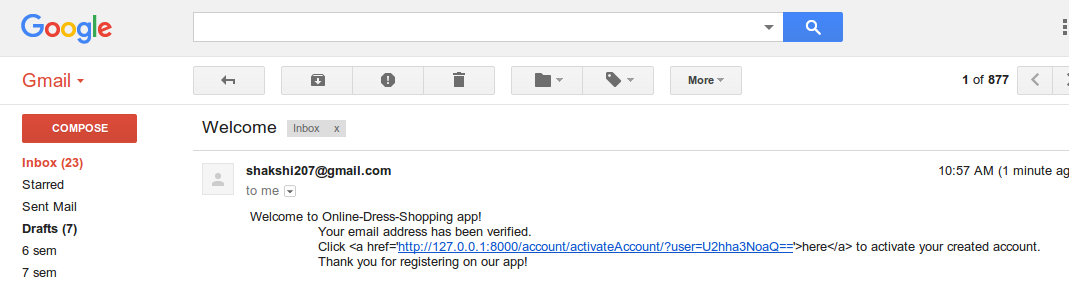 Google
Gmail
More
1 of 877
COMPOSE
Welcome Inbox x
Inbox (23)
Starred
Sent Mail
Drafts (7)
6 sem
7 sem
shakshi207@gmail.com
10:57 AM (1 minute ag
to me
Welcome to Online-Dress-Shopping app!
Your email address has been verified.
Click <a href='http://127.0.0.1:8000/account/activateAccount/?user=U2hha3NoaQ=='>here</a> to activate your created account.
Thank you for registering on our app!